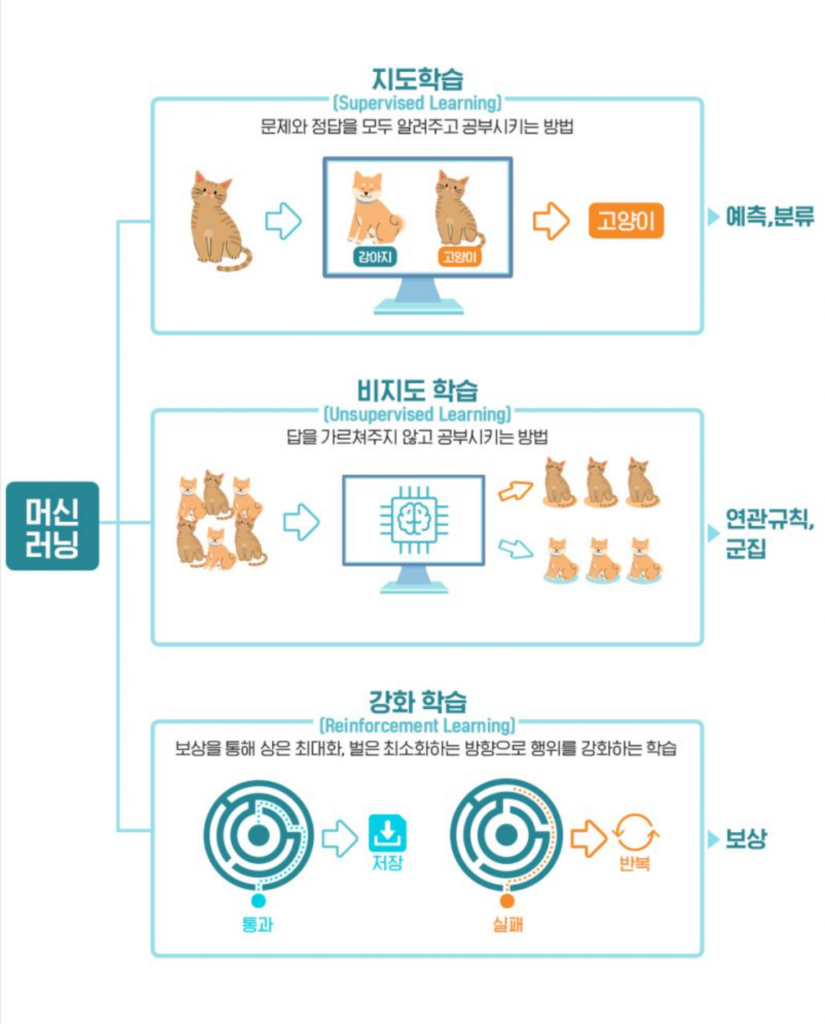 지도학습
(Supervised Learning)
문제와 정답을 모두 알려주고 공부시키는 방법
강아지
고양이
고양이
예측,분류
비지도 학습
(Unsupervised Learning)
답을 가르쳐주지 않고 공부시키는 방법
머신
러닝
연관규칙,
군집
강화 학습
(Reinforcement Learning)
보상을 통해 상은 최대화, 벌은 최소화하는 방향으로 행위를 강화하는 학습
저장
통과
반복
실패
보상